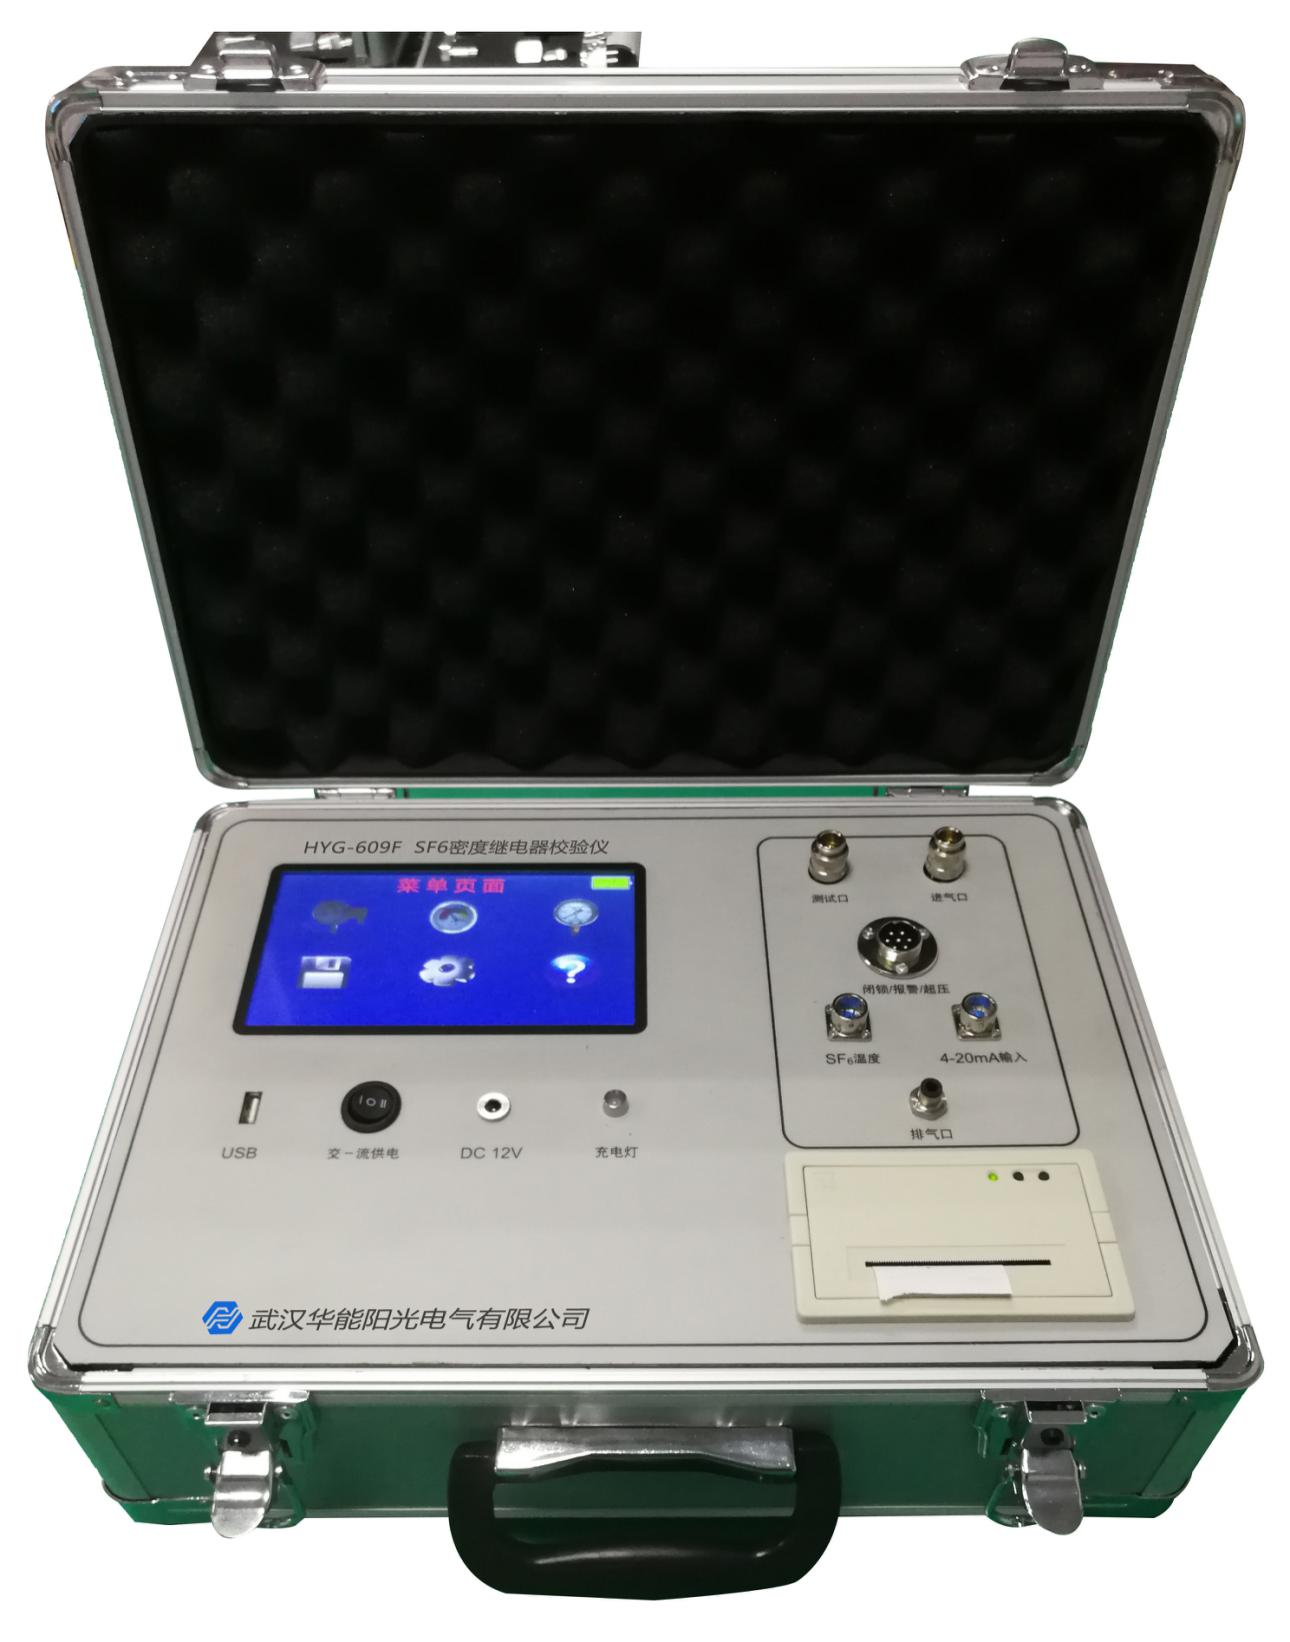 HYG-609F SF6密度继电器校验仪
菜单页面
测试口
进气口
闭锁/报警/超压
SF₆温度
4-20mA输入
排气口
USB
交一流供电
DC 12V
充电灯
武汉华能阳光电气有限公司